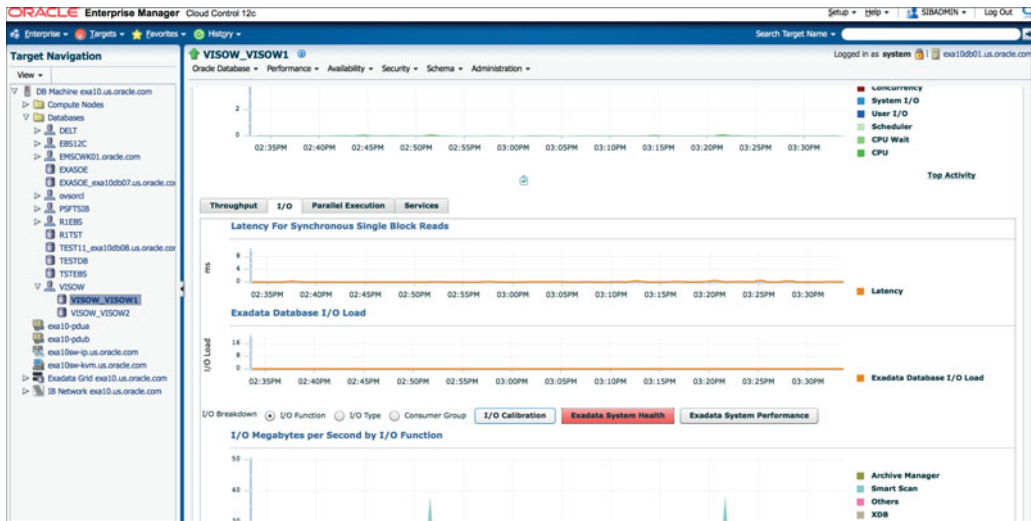 ORACLE Enterprise Manager Cloud Control 12c
Setup Help SIBADMIN Log Out
Enterprise Targets Favorites History
Search Target Name
Target Navigation
View
DB Machine exa10.us.oracle.com
Compute Nodes
Databases
DELT
EBS12C
EMSCWK01.oracle.com
EXASOE
EXASOE_exa10db07.us.oracle.co
ovsorcl
PSFTSIB
R1EBS
R1TST
TEST11_exa10db08.us.oracle.co
TESTDB
TSTEBS
VISOW
VISOW_VISOW1
VISOW_VISOW2
exa10-pdua
exa10-pdub
exa10sw-ip.us.oracle.com
exa10sw-kvm.us.oracle.com
Exadata Grid exa10.us.oracle.com
IB Network exa10.us.oracle.com
VISOW_VISOW1
Logged in as system exa10db01.us.oracle.com
Oracle Database Performance Availability Security Schema Administration
2
0
02:35PM 02:40PM 02:45PM 02:50PM 02:55PM 03:00PM 03:05PM 03:10PM 03:15PM 03:20PM 03:25PM 03:30PM
Concurrency
System I/O
User I/O
Scheduler
CPU Wait
CPU
Top Activity
Throughput I/O Parallel Execution Services
Latency For Synchronous Single Block Reads
ms
8
4
0
02:35PM 02:40PM 02:45PM 02:50PM 02:55PM 03:00PM 03:05PM 03:10PM 03:15PM 03:20PM 03:25PM 03:30PM
Latency
Exadata Database I/O Load
I/O Load
16
8
0
02:35PM 02:40PM 02:45PM 02:50PM 02:55PM 03:00PM 03:05PM 03:10PM 03:15PM 03:20PM 03:25PM 03:30PM
Exadata Database I/O Load
I/O Breakdown I/O Function I/O Type Consumer Group I/O Calibration Exadata System Health Exadata System Performance
I/O Megabytes per Second by I/O Function
50
40
30
Archive Manager
Smart Scan
Others
XDB